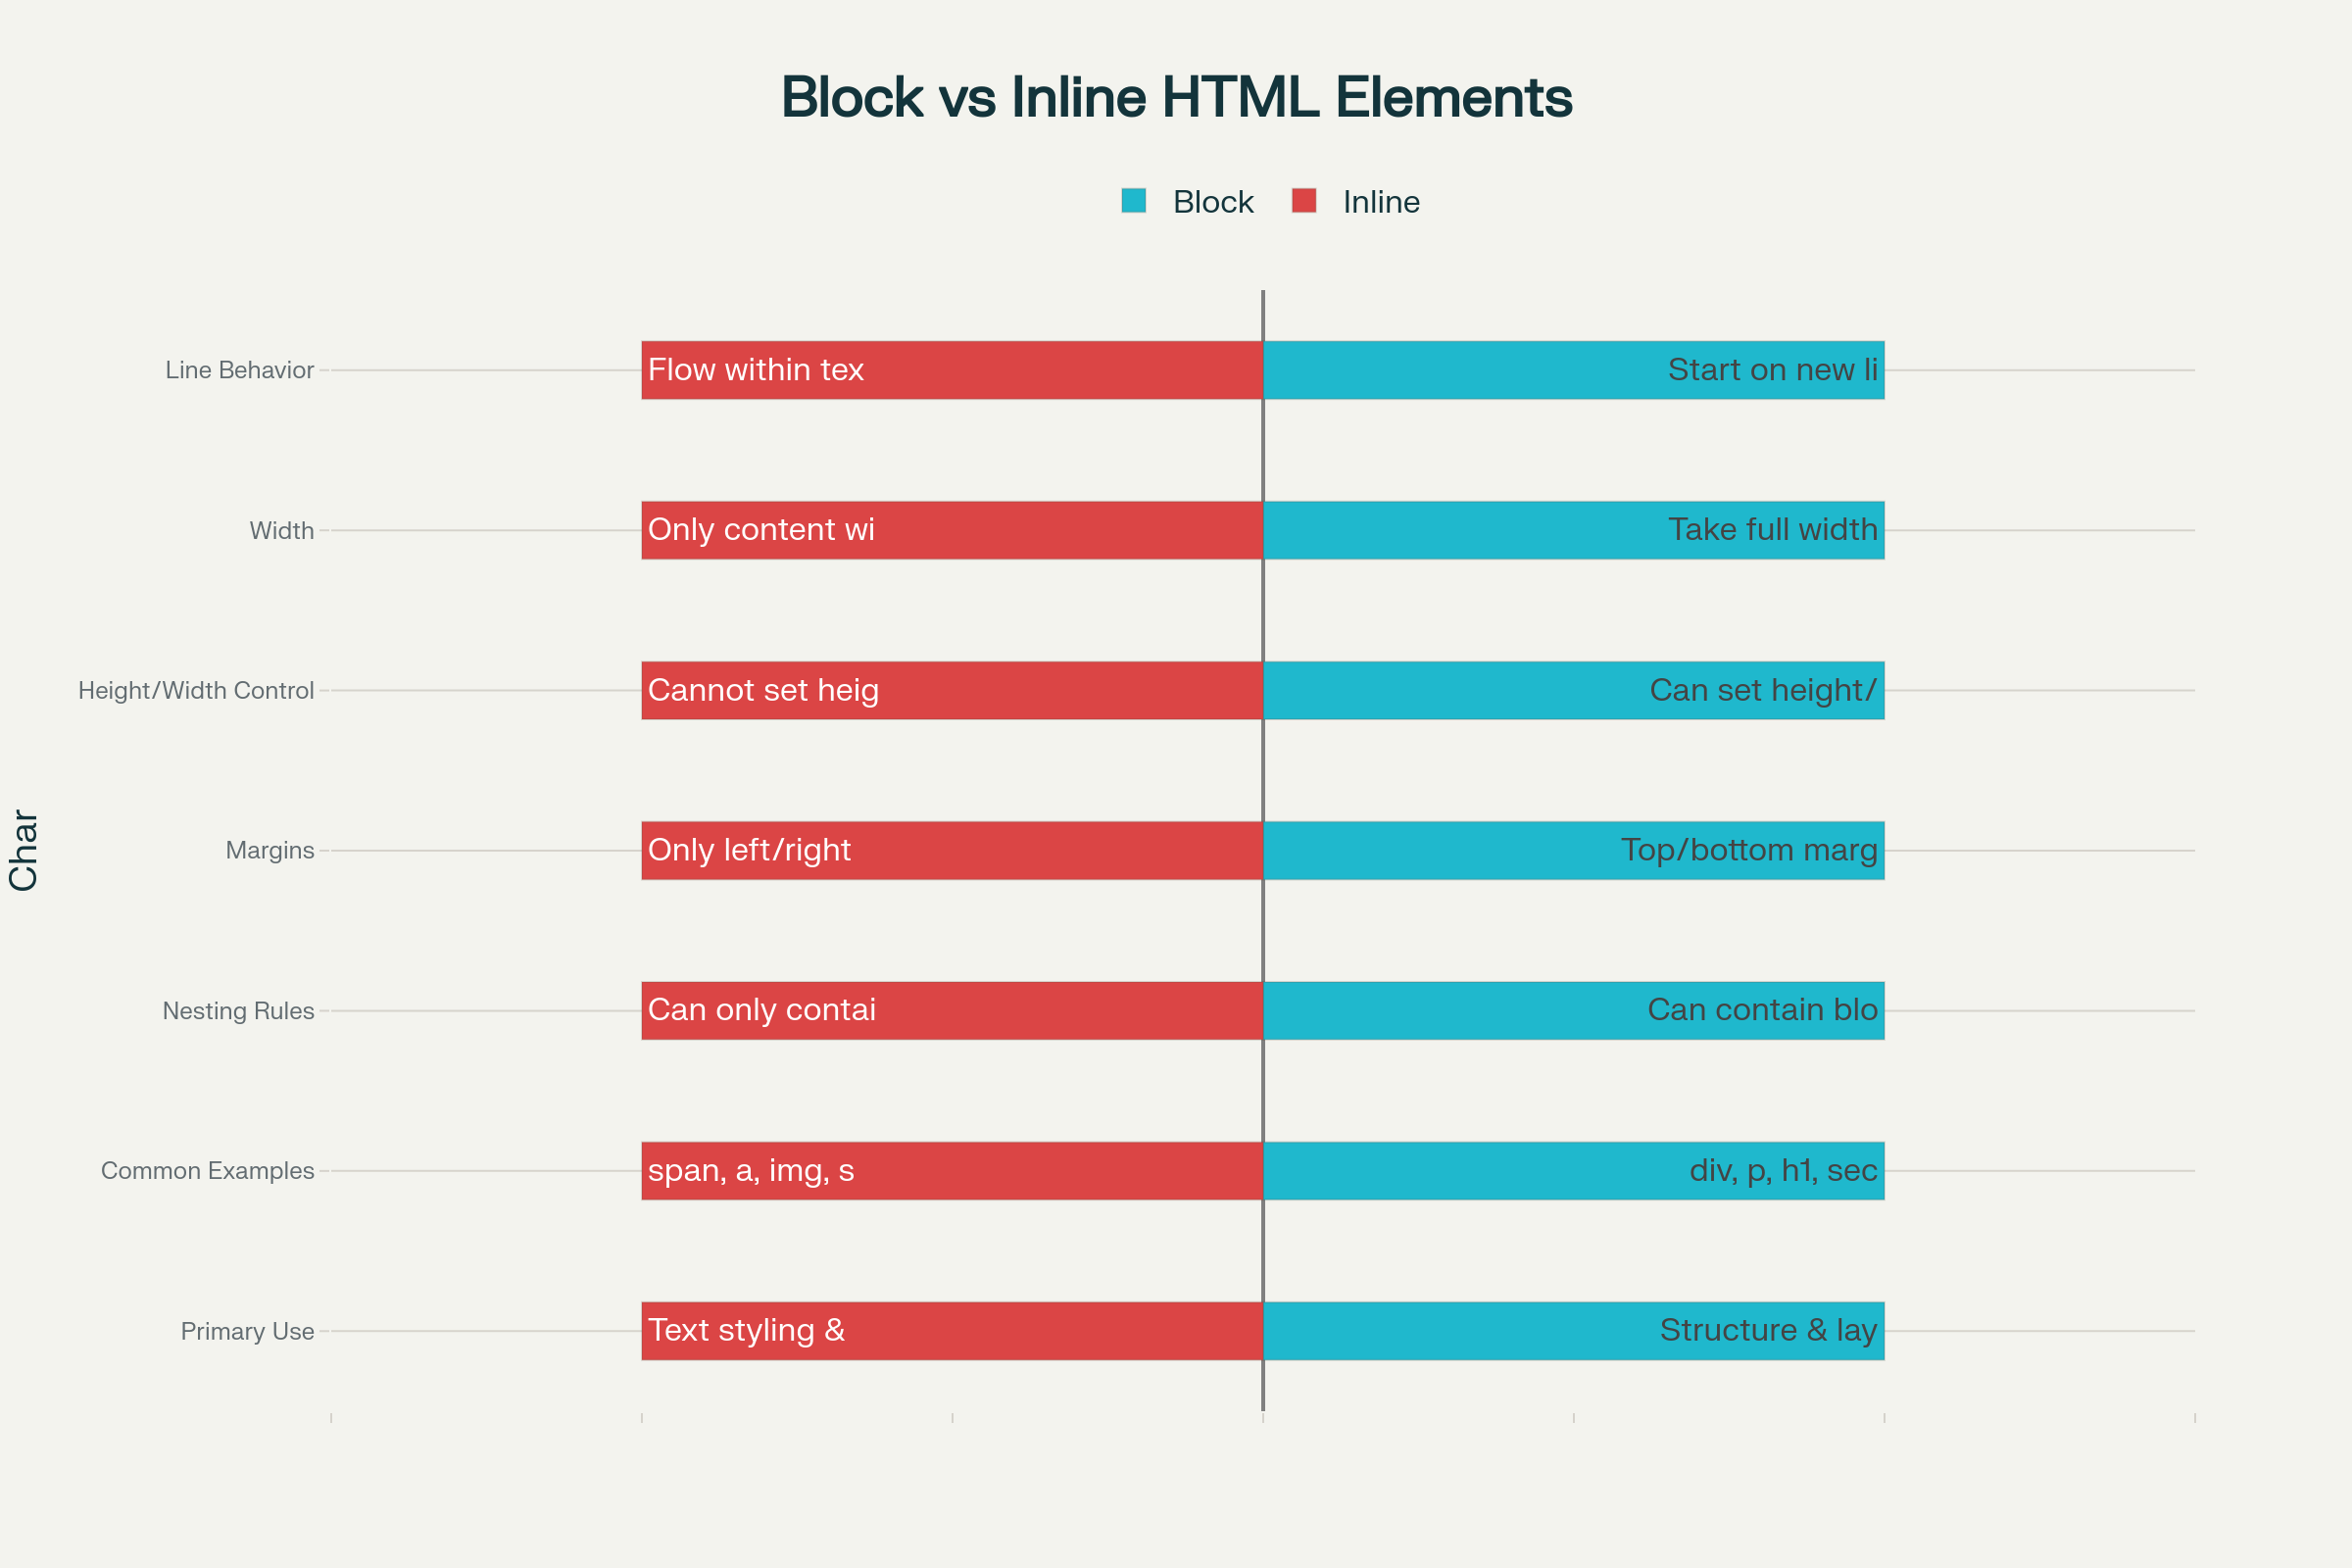 Block vs Inline HTML Elements
Block
Inline
Line Behavior
Flow within tex
Start on new li
Width
Only content wi
Take full width
Height/Width Control
Cannot set heig
Can set height/
Char
Margins
Only left/right
Top/bottom marg
Nesting Rules
Can only contai
Can contain blo
Common Examples
span, a, img, s
div, p, h1, sec
Primary Use
Text styling &
Structure & lay